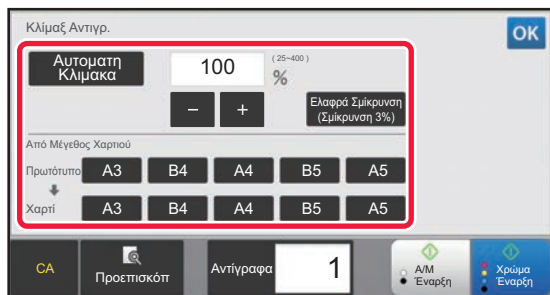 Κλίμαξ Αντιγρ.
OK
Αυτοματη
Κλιμακα
100
(25~400)
%
−
+
Ελαφρά Σμίκρυνση
(Σμίκρυνση 3%)
Από Μέγεθος Χαρτιού
Πρωτότυπο A3 B4 A4 B5 A5
Χαρτί A3 B4 A4 B5 A5
CA
Προεπισκόπ
Αντίγραφα
1
Α/Μ
Έναρξη
Χρώμα
Έναρξη